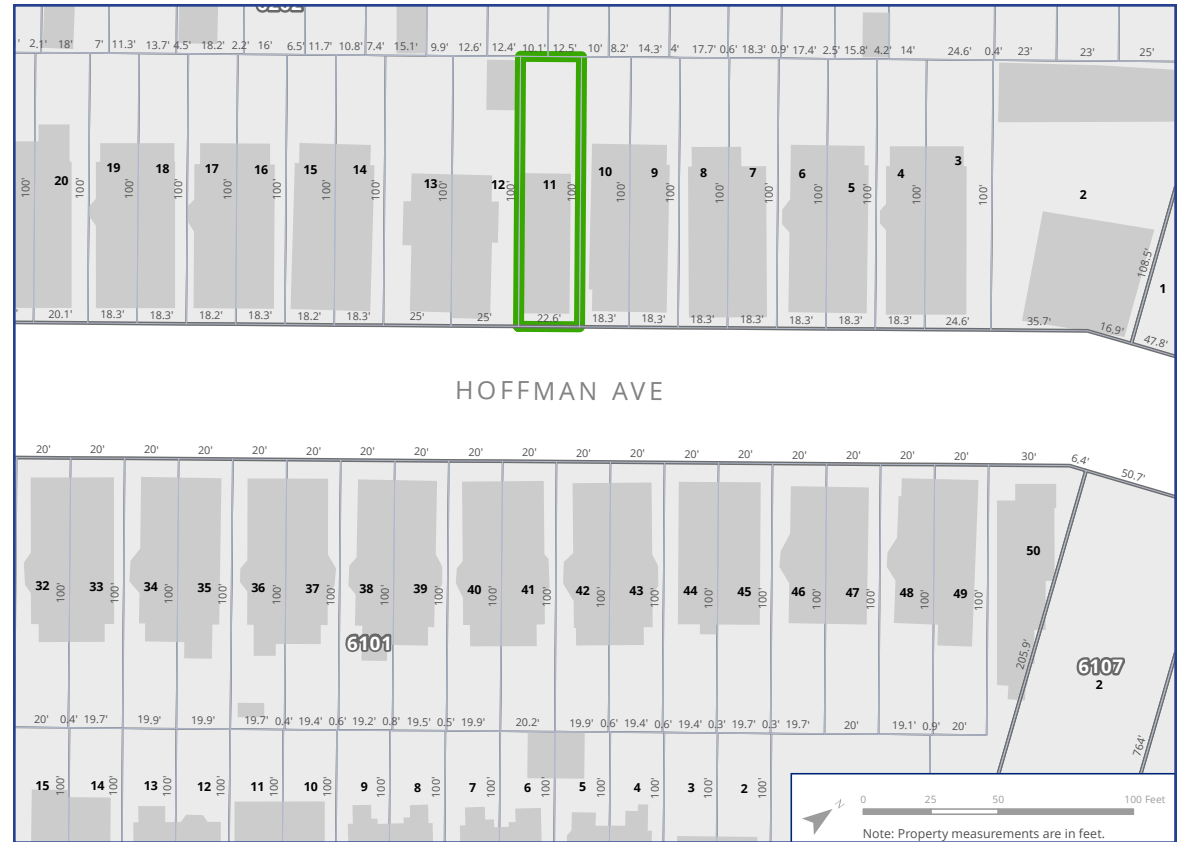 6202
' 2.1' 18' 7' 11.3' 13.7' 4.5' 18.2' 2.2' 16' 6.5' 11.7' 10.8' 7.4' 15.1' 9.9' 12.6' 12.4' 10.1' 12.5' 10' 8.2' 14.3' 4' 17.7' 0.6' 18.3' 0.9' 17.4' 2.5' 15.8' 4.2' 14' 24.6' 0.4' 23' 23' 25'
20 19 18 17 16 15 14 13 12 11 10 9 8 7 6 5 4 3 2 1
100' 100' 100' 100' 100' 100' 100' 100' 100' 100' 100' 100' 100' 100' 100' 100' 100' 100' 108.5'
' 20.1' 18.3' 18.3' 18.2' 18.3' 18.2' 18.3' 25' 25' 22.6' 18.3' 18.3' 18.3' 18.3' 18.3' 18.3' 18.3' 24.6' 35.7' 16.9' 47.8'
HOFFMAN AVE
20' 20' 20' 20' 20' 20' 20' 20' 20' 20' 20' 20' 20' 20' 20' 20' 20' 20' 30' 6.4' 50.7'
32 33 34 35 36 37 38 39 40 41 42 43 44 45 46 47 48 49 50
100' 100' 100' 100' 100' 100' 100' 100' 100' 100' 100' 100' 100' 100' 100' 100' 100' 100' 205.9'
6101
6107
2
20' 0.4' 19.7' 19.9' 19.9' 19.7' 0.4' 19.4' 0.6' 19.2' 0.8' 19.5' 0.5' 19.9' 20.2' 19.9' 0.6' 19.4' 0.6' 19.4' 0.3' 19.7' 0.3' 19.7' 20' 19.1' 0.9' 20'
764'
15 14 13 12 11 10 9 8 7 6 5 4 3 2
100' 100' 100' 100' 100' 100' 100' 100' 100' 100' 100' 100' 100' 100'
N
0 25 50 100 Feet
Note: Property measurements are in feet.